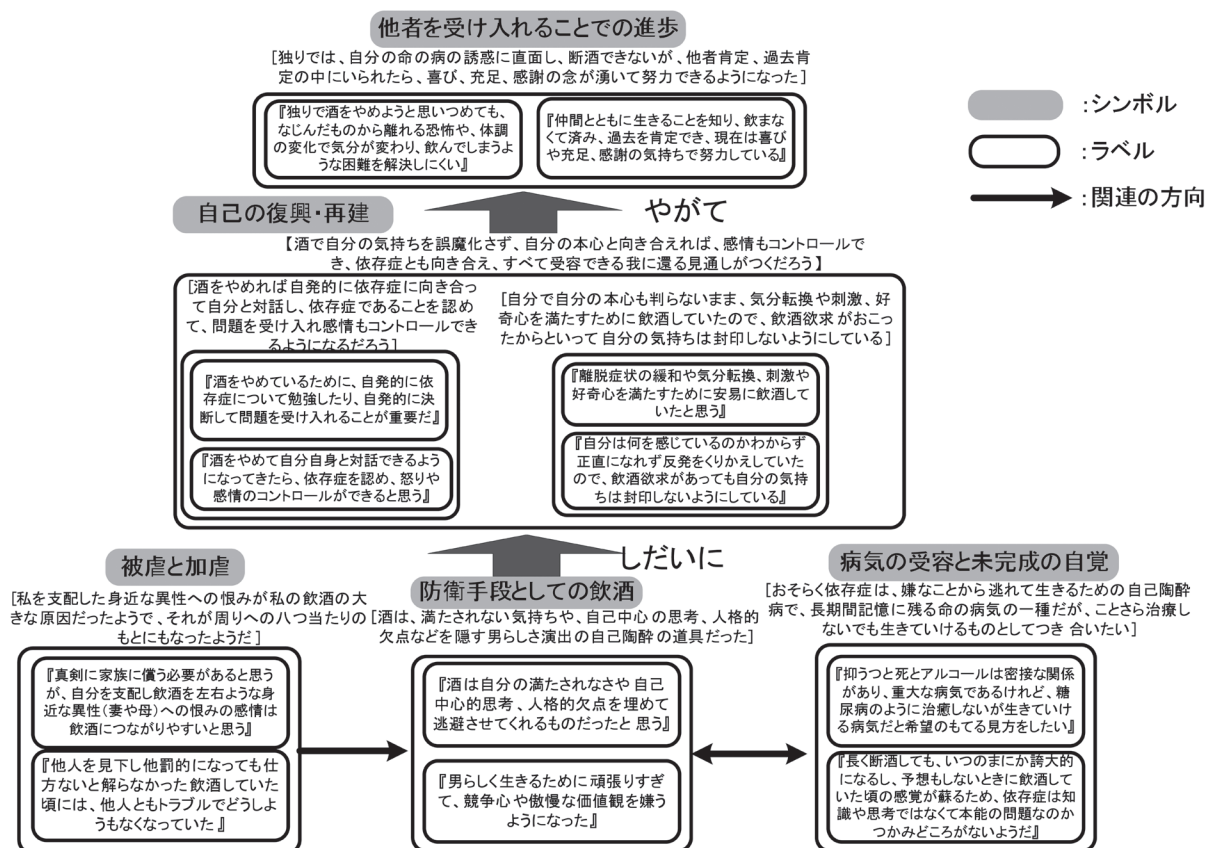 他者を受け入れることでの進歩
[独りでは、自分の命の病の誘惑に直面し、断酒できないが、他者肯定、過去肯
定の中にいられたら、喜び、充足、感謝の念が湧いて努力できるようになった]
『独りで酒をやめようと思いつめても、
なじんだものから離れる恐怖や、体調
の変化で気分が変わり、飲んでしまうよ
うな困難を解決しにくい』
『仲間とともに生きることを知り、飲まな
くて済み、過去を肯定でき、現在は喜び
や充足、感謝の気持ちで努力している』
:シンボル
:ラベル
:関連の方向
自己の復興・再建
やがて
【酒で自分の気持ちを誤魔化さず、自分の本心と向き合えれば、感情もコントロールで
き、依存症とも向き合え、すべて受容できる我に還る見通しがつくだろう】
[酒をやめれば自発的に依存症に向き合っ
て自分と対話し、依存症であることを認め
て、問題を受け入れ感情もコントロールでき
るようになるだろう]
『酒をやめているために、自発的に依
存症について勉強したり、自発的に決
断して問題を受け入れることが重要だ』
『酒をやめて自分自身と対話できるよう
になってきたら、依存症を認め、怒りや
感情のコントロールができると思う』
[自分で自分の本心も判らないまま、気分転換や刺激、好
奇心を満たすために飲酒していたので、飲酒欲求がおこっ
たからといって自分の気持ちは封印しないようにしている]
『離脱症状の緩和や気分転換、刺激や
好奇心を満たすために安易に飲酒して
いたと思う』
『自分は何を感じているのかわからず
正直になれず反発をくりかえしていた
ので、飲酒欲求があっても自分の気持
ちは封印しないようにしている』
しだいに
被虐と加虐
[私を支配した身近な異性への恨みが私の飲酒の大
きな原因だったようで、それが周りへの八つ当たりの
もとにもなったようだ]
『真剣に家族に償う必要があると思う
が、自分を支配し飲酒を左右ような身
近な異性(妻や母)への恨みの感情は
飲酒につながりやすいと思う』
『他人を見下し他罰的になっても仕
方ないと解らなかった飲酒していた
頃には、他人ともトラブルでどうしよ
うもなくなっていた』
防衛手段としての飲酒
[酒は、満たされない気持ちや、自己中心の思考、人格的
欠点などを隠す男らしさ演出の自己陶酔の道具だった]
『酒は自分の満たされなさや自己
中心的思考、人格的欠点を埋めて
逃避させてくれるものだったと思う』
『男らしく生きるために頑張りすぎ
て、競争心や傲慢な価値観を嫌う
ようになった』
病気の受容と未完成の自覚
[おそらく依存症は、嫌なことから逃れて生きるための自己陶酔
病で、長期間記憶に残る命の病気の一種だが、ことさら治療し
ないでも生きていけるものとしてつき合いたい]
『抑うつと死とアルコールは密接な関係
があり、重大な病気であるけれど、糖
尿病のように治癒しないが生きていけ
る病気だと希望のもてる見方をしたい』
『長く断酒しても、いつのまにか誇大的
になるし、予想もしないときに飲酒して
いた頃の感覚が蘇るため、依存症は知
識や思考ではなくて本能の問題なのか
つかみどころがないようだ』